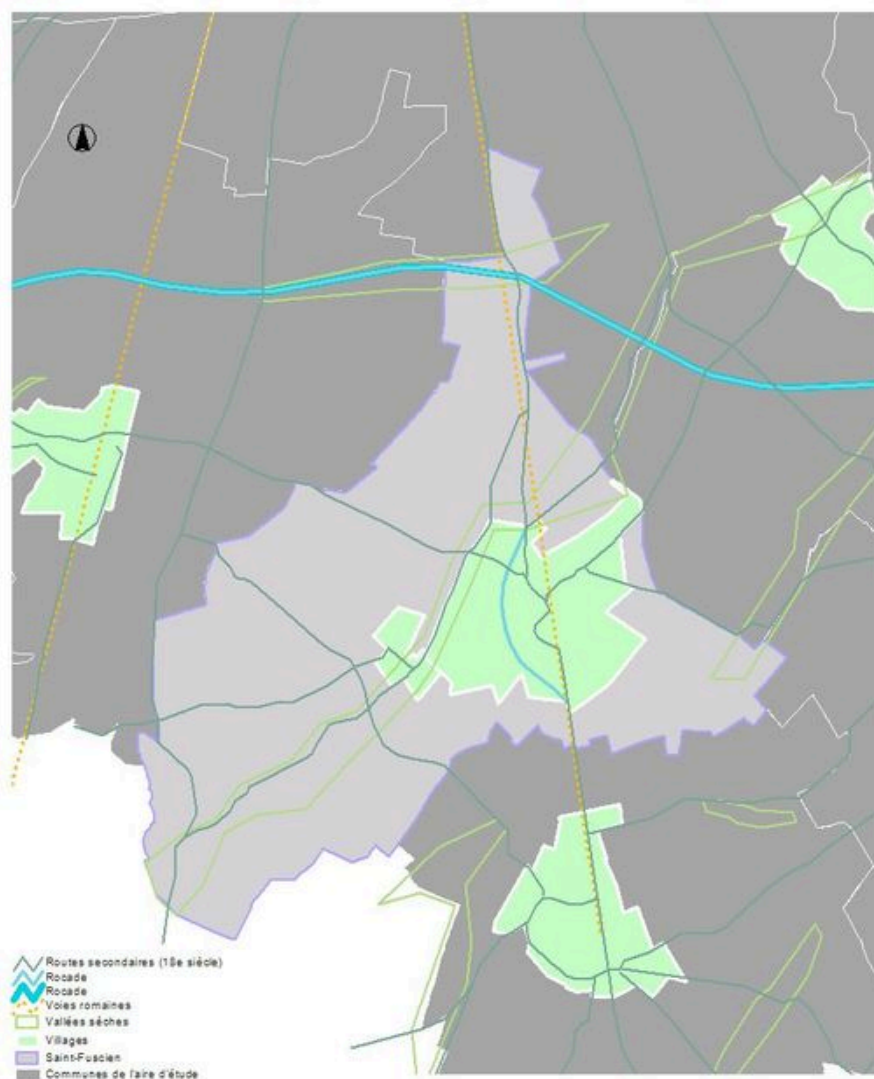 Routes secondaires (18e siècle)
Rocade
Rocade
Voies romaines
Vallées sèches
Villages
Saint-Fuscien
Communes de l'aire d'étude